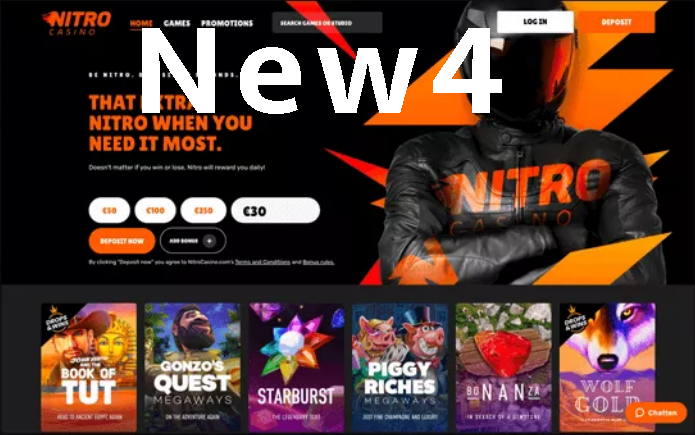 NITRO
CASINO
HOME GAMES PROMOTIONS
SEARCH GAMES OR STUDIO
LOG IN
DEPOSIT
New4
BE NITRO.
THAT EXTRA
NITRO WHEN YOU
NEED IT MOST.
Doesn't matter if you win or lose, Nitro will reward you daily!
€50 €100 €250 €30
DEPOSIT NOW
ADD BONUS +
By clicking "Deposit now" you agree to NitroCasino.com's Terms and Conditions and Bonus rules.
NITRO
CASINO
DROPS
& WINS
JOHN HUNTER
AND THE
BOOK OF
TUT
ROAD TO ANCIENT EGYPT AGAIN
GONZO'S
QUEST
MEGAWAYS
ON THE ADVENTURE AGAIN
STARBURST
THE LEGENDARY SLOT
PIGGY
RICHES
MEGAWAYS
JUST FINE CHAMPAGNE AND LUXURY
BONANZA
IN SEARCH OF A GEMSTONE
DROPS
& WINS
WOLF
GOLD
Chatten